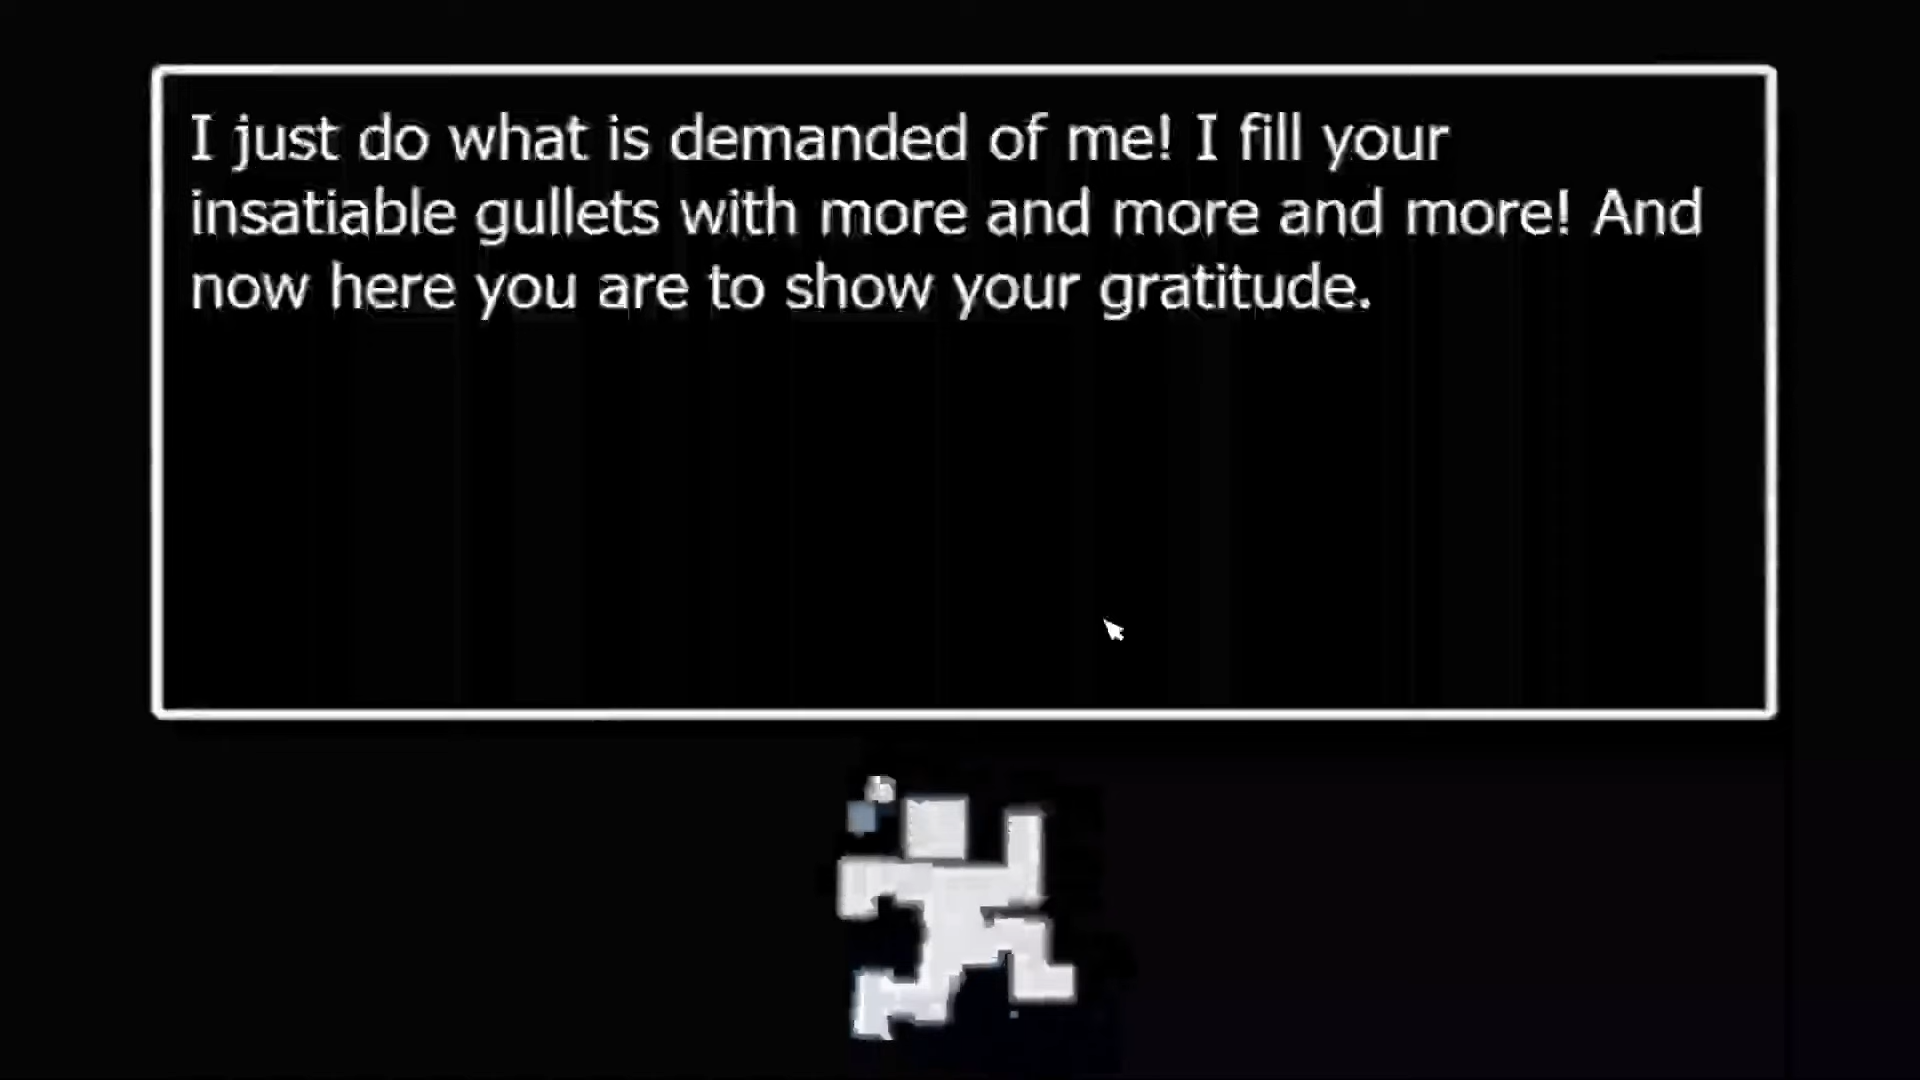 I just do what is demanded of me! I fill your
insatiable gullets with more and more and more! And
now here you are to show your gratitude.